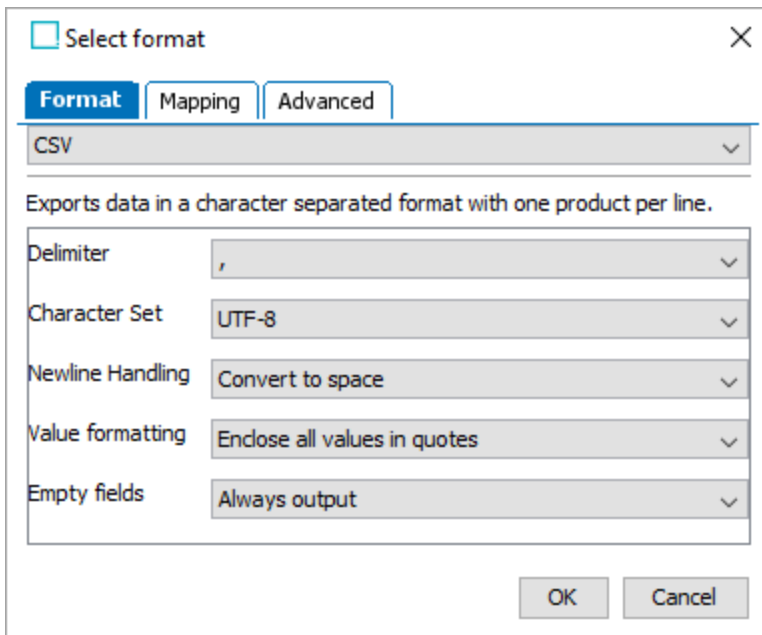 Select format
Format Mapping Advanced
CSV
Exports data in a character separated format with one product per line.
Delimiter ,
Character Set UTF-8
Newline Handling Convert to space
Value formatting Enclose all values in quotes
Empty fields Always output
OK Cancel